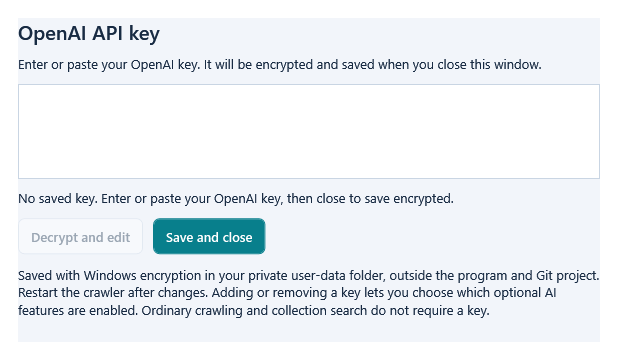 OpenAI API key
Enter or paste your OpenAI key. It will be encrypted and saved when you close this window.
No saved key. Enter or paste your OpenAI key, then close to save encrypted.
Decrypt and edit
Save and close
Saved with Windows encryption in your private user-data folder, outside the program and Git project.
Restart the crawler after changes. Adding or removing a key lets you choose which optional AI
features are enabled. Ordinary crawling and collection search do not require a key.